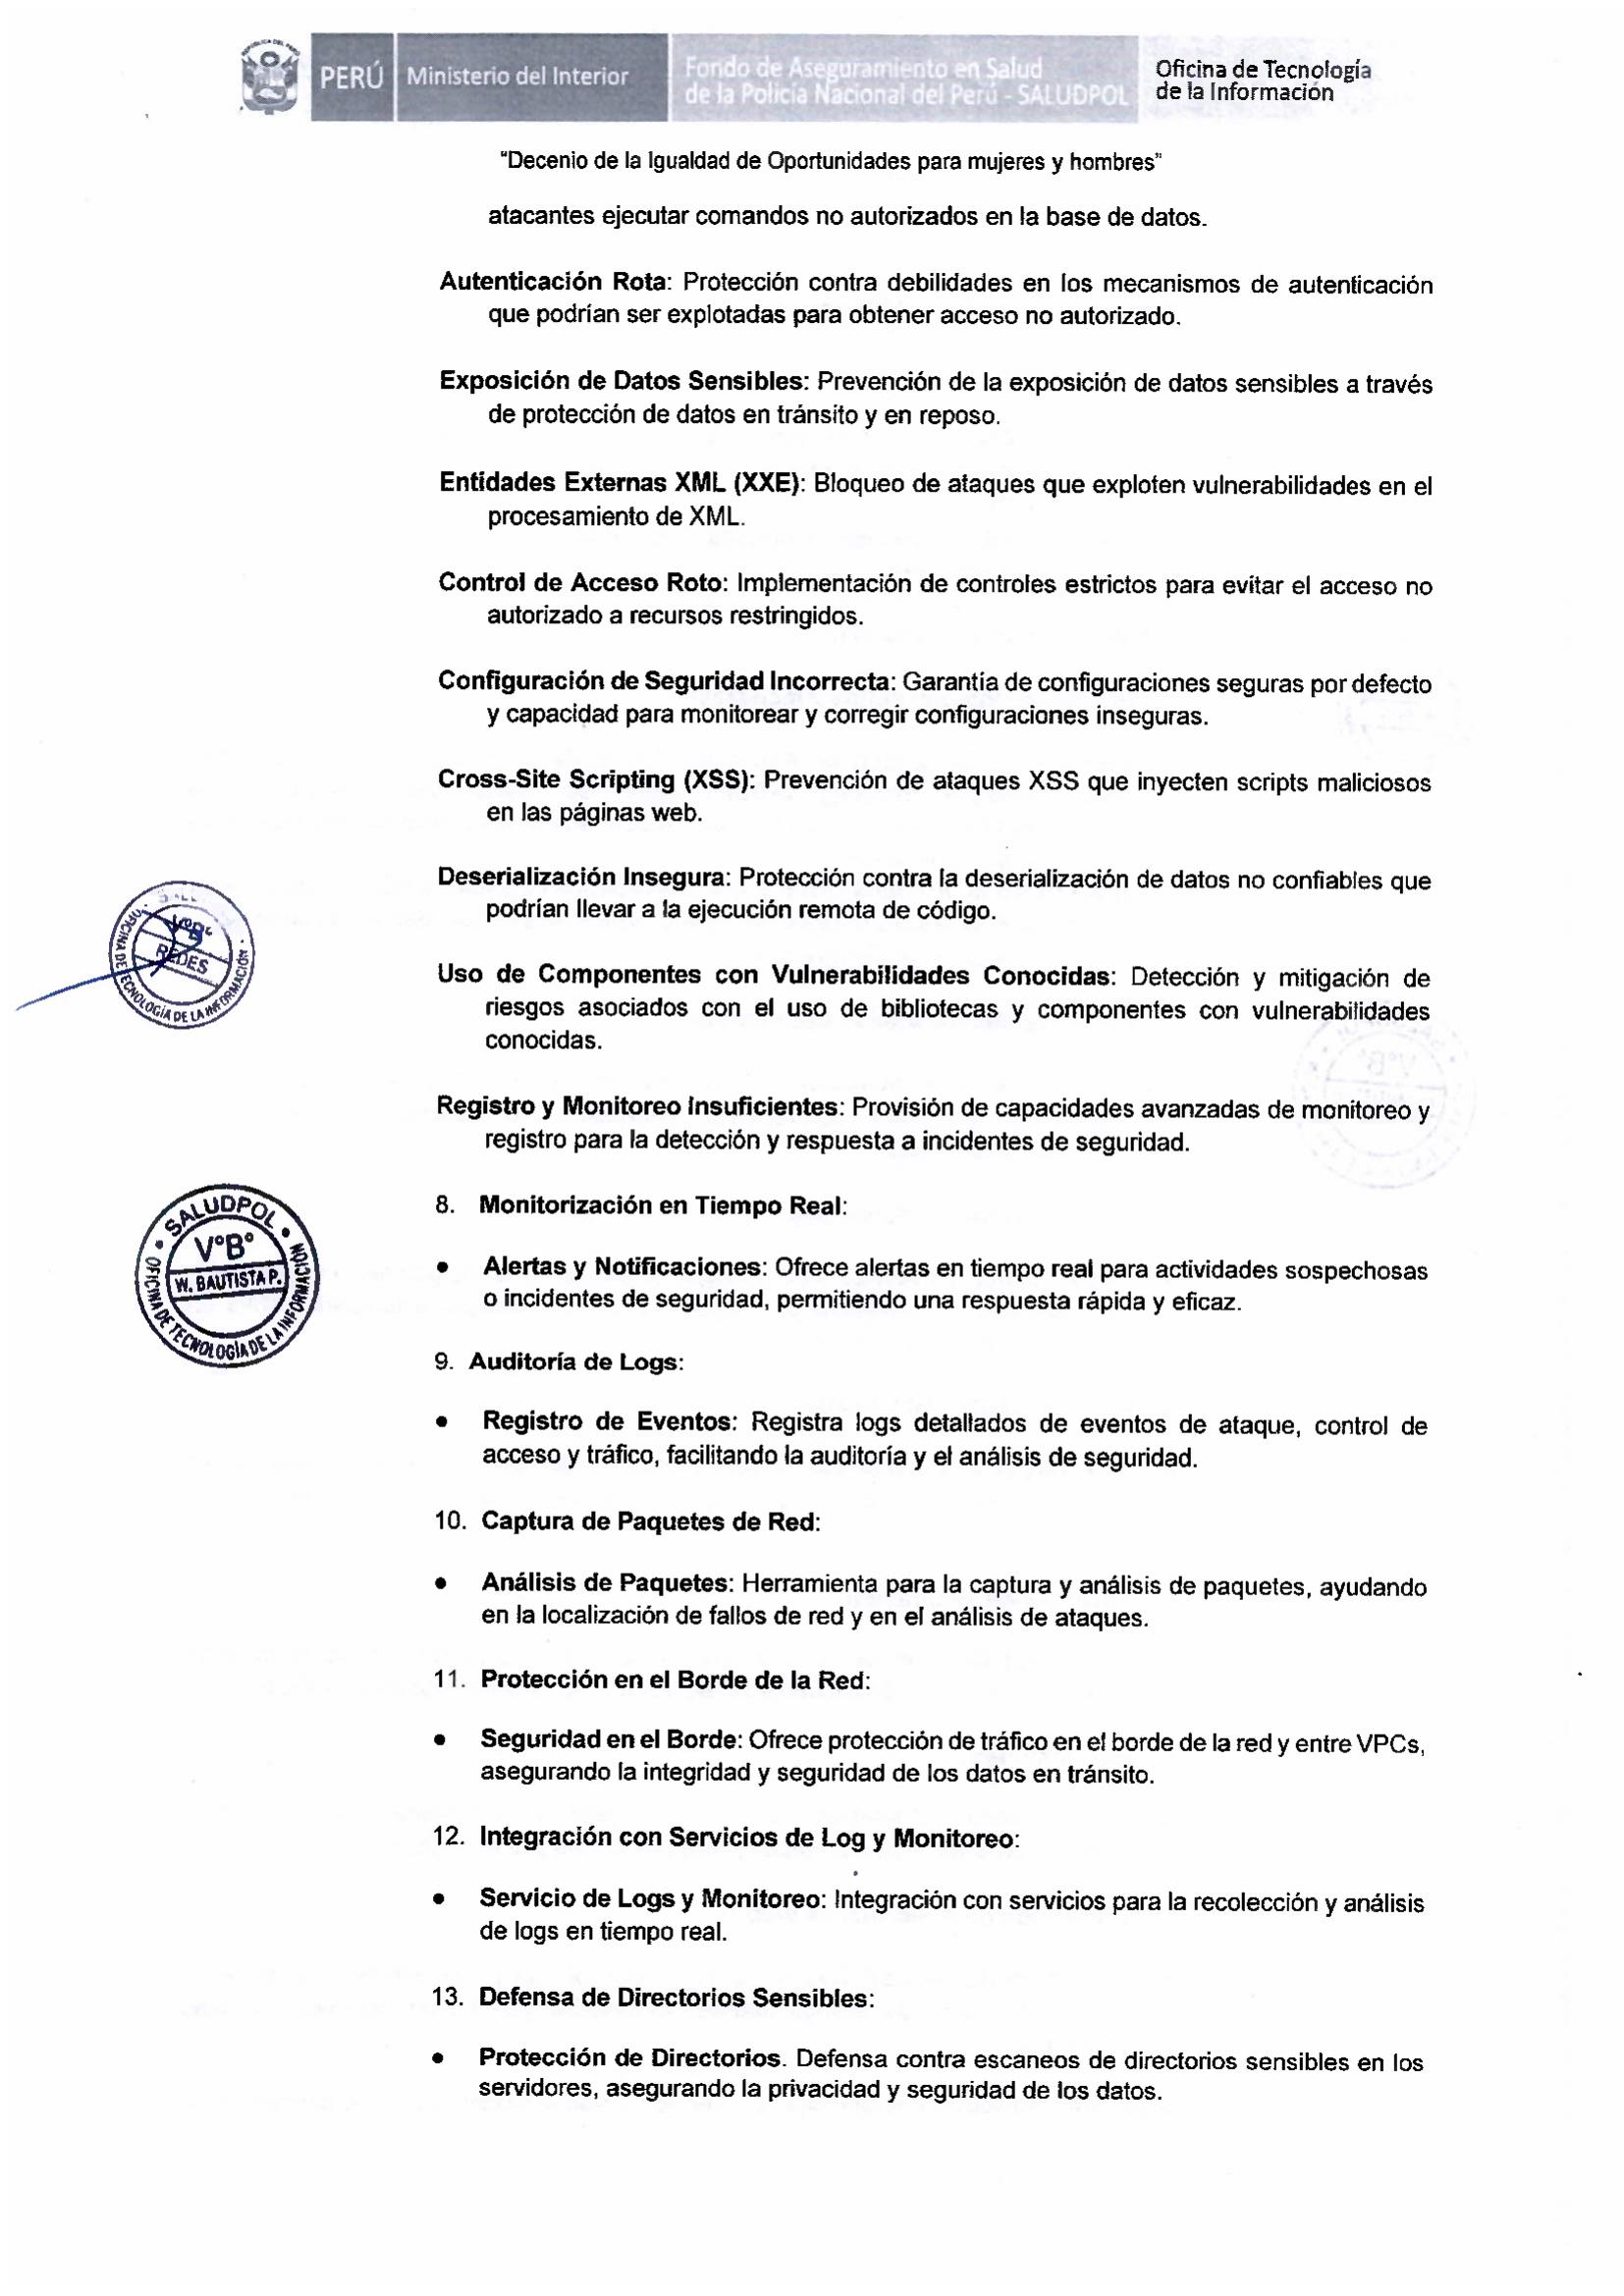 PERÚ
Ministerio del Interior
Fondo de Aseguramiento en Salud
de la Policía Nacional del Perú - SALUDPOL
Oficina de Tecnología
de la Información
"Decenio de la Igualdad de Oportunidades para mujeres y hombres"
atacantes ejecutar comandos no autorizados en la base de datos.
Autenticación Rota: Protección contra debilidades en los mecanismos de autenticación
que podrían ser explotadas para obtener acceso no autorizado.
Exposición de Datos Sensibles: Prevención de la exposición de datos sensibles a través
de protección de datos en tránsito y en reposo.
Entidades Externas XML (XXE): Bloqueo de ataques que exploten vulnerabilidades en el
procesamiento de XML.
Control de Acceso Roto: Implementación de controles estrictos para evitar el acceso no
autorizado a recursos restringidos.
Configuración de Seguridad Incorrecta: Garantía de configuraciones seguras por defecto
y capacidad para monitorear y corregir configuraciones inseguras.
Cross-Site Scripting (XSS): Prevención de ataques XSS que inyecten scripts maliciosos
en las páginas web.
Deserialización Insegura: Protección contra la deserialización de datos no confiables que
podrían llevar a la ejecución remota de código.
V°B°
REDES
OFICINA DE TECNOLOGÍA DE LA INFORMACIÓN
Uso de Componentes con Vulnerabilidades Conocidas: Detección y mitigación de
riesgos asociados con el uso de bibliotecas y componentes con vulnerabilidades
conocidas.
V°B°
Registro y Monitoreo Insuficientes: Provisión de capacidades avanzadas de monitoreo y
registro para la detección y respuesta a incidentes de seguridad.
8. Monitorización en Tiempo Real:
SALUDPOL
V°B°
W. BAUTISTA P.
OFICINA DE TECNOLOGÍA DE LA INFORMACIÓN
• Alertas y Notificaciones: Ofrece alertas en tiempo real para actividades sospechosas
o incidentes de seguridad, permitiendo una respuesta rápida y eficaz.
9. Auditoría de Logs:
• Registro de Eventos: Registra logs detallados de eventos de ataque, control de
acceso y tráfico, facilitando la auditoría y el análisis de seguridad.
10. Captura de Paquetes de Red:
• Análisis de Paquetes: Herramienta para la captura y análisis de paquetes, ayudando
en la localización de fallos de red y en el análisis de ataques.
11. Protección en el Borde de la Red:
• Seguridad en el Borde: Ofrece protección de tráfico en el borde de la red y entre VPCs,
asegurando la integridad y seguridad de los datos en tránsito.
12. Integración con Servicios de Log y Monitoreo:
• Servicio de Logs y Monitoreo: Integración con servicios para la recolección y análisis
de logs en tiempo real.
13. Defensa de Directorios Sensibles:
• Protección de Directorios. Defensa contra escaneos de directorios sensibles en los
servidores, asegurando la privacidad y seguridad de los datos.